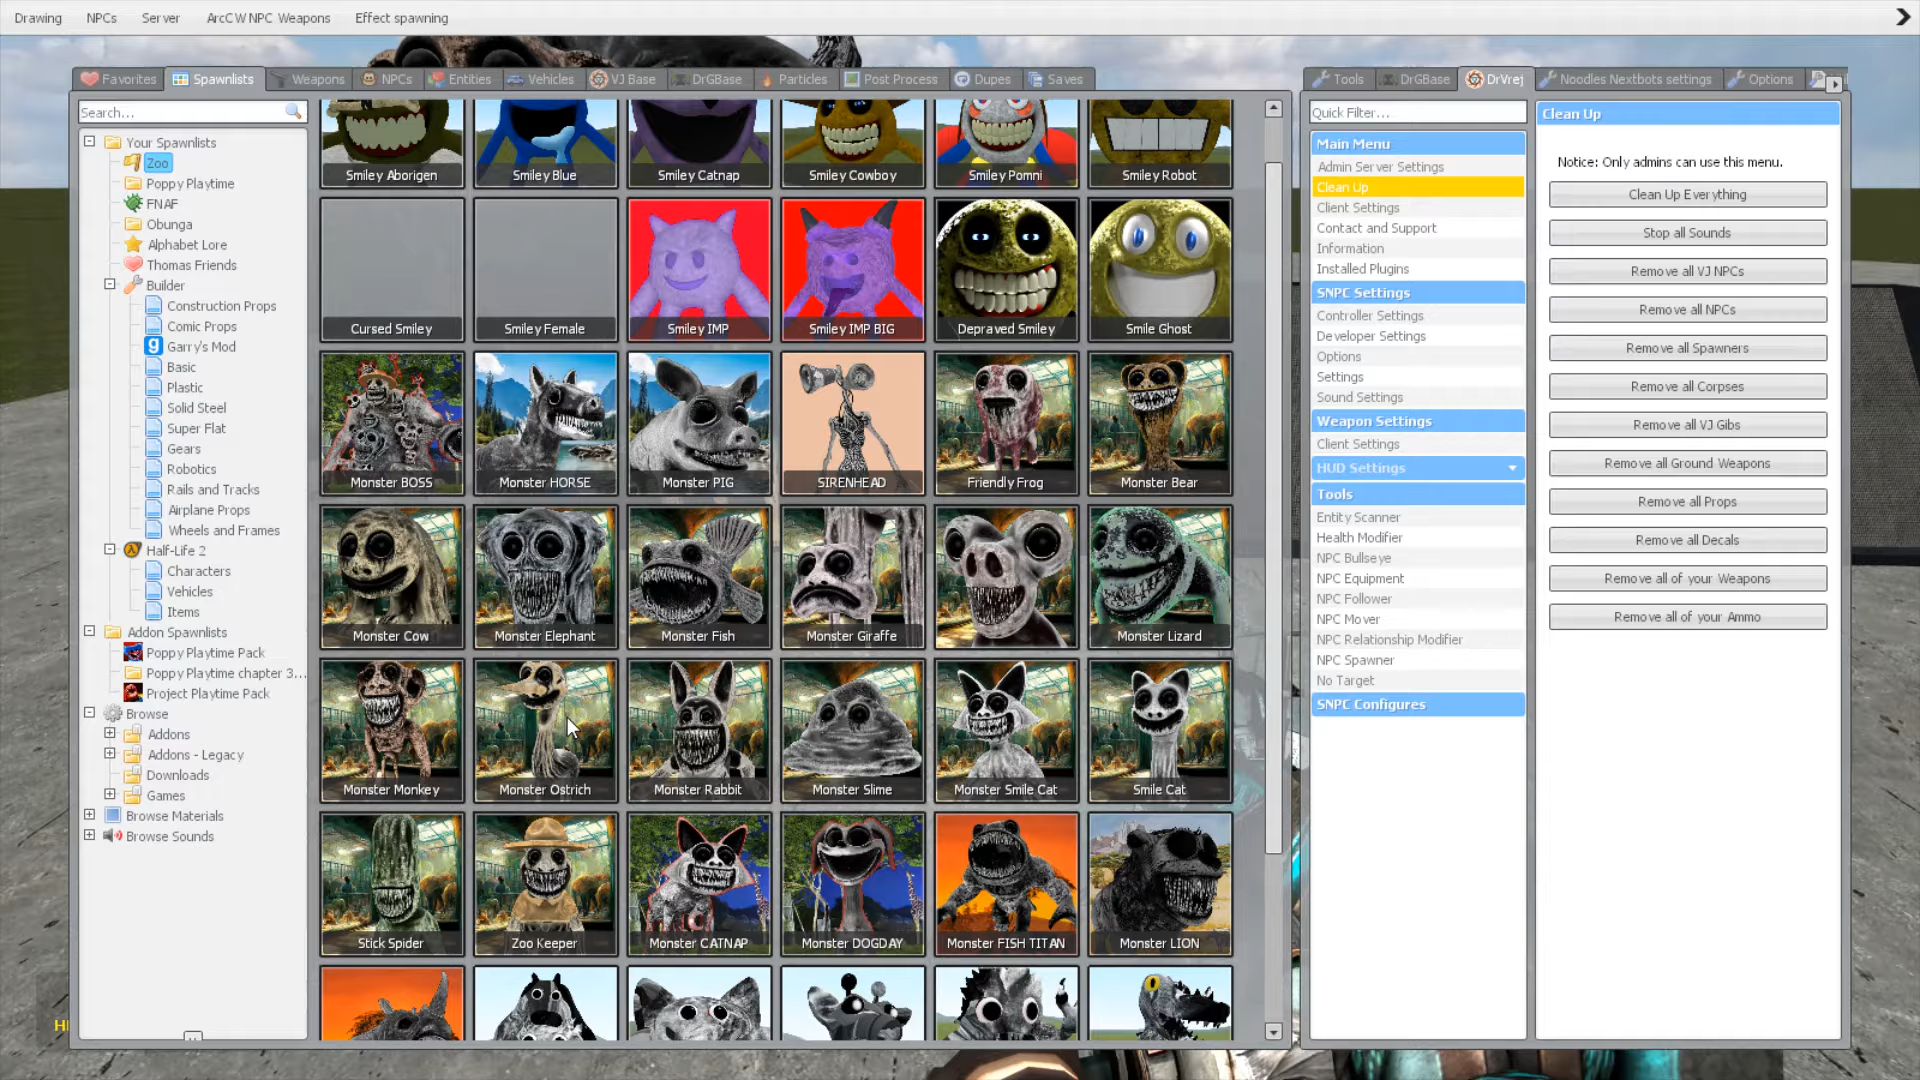 Drawing NPCs Server ArcCW NPC Weapons Effect spawning
Favorites Spawnlists Weapons NPCs Entities Vehicles VJ Base DrGBase Particles Post Process Dupes Saves
Search...
Your Spawnlists
Zoo
Poppy Playtime
FNAF
Obunga
Alphabet Lore
Thomas Friends
Builder
Construction Props
Comic Props
Garry's Mod
Basic
Plastic
Solid Steel
Super Flat
Gears
Robotics
Rails and Tracks
Airplane Props
Wheels and Frames
Half-Life 2
Characters
Vehicles
Items
Addon Spawnlists
Poppy Playtime Pack
Poppy Playtime chapter 3...
Project Playtime Pack
Browse
Addons
Addons - Legacy
Downloads
Games
Browse Materials
Browse Sounds
Smiley Aborigen Smiley Blue Smiley Catnap Smiley Cowboy Smiley Pomni Smiley Robot
Cursed Smiley Smiley Female Smiley IMP Smiley IMP BIG Depraved Smiley Smile Ghost
Monster BOSS Monster HORSE Monster PIG SIRENHEAD Friendly Frog Monster Bear
Monster Cow Monster Elephant Monster Fish Monster Giraffe Monster Lizard
Monster Monkey Monster Ostrich Monster Rabbit Monster Slime Monster Smile Cat Smile Cat
Stick Spider Zoo Keeper Monster CATNAP Monster DOGDAY Monster FISH TITAN Monster LION
Tools DrGBase DrVrej Noodles Nextbots settings Options
Quick Filter...
Main Menu
Admin Server Settings
Clean Up
Client Settings
Contact and Support
Information
Installed Plugins
SNPC Settings
Controller Settings
Developer Settings
Options
Settings
Sound Settings
Weapon Settings
Client Settings
HUD Settings
Tools
Entity Scanner
Health Modifier
NPC Bullseye
NPC Equipment
NPC Follower
NPC Mover
NPC Relationship Modifier
NPC Spawner
No Target
SNPC Configures
Clean Up
Notice: Only admins can use this menu.
Clean Up Everything
Stop all Sounds
Remove all VJ NPCs
Remove all NPCs
Remove all Spawners
Remove all Corpses
Remove all VJ Gibs
Remove all Ground Weapons
Remove all Props
Remove all Decals
Remove all of your Weapons
Remove all of your Ammo